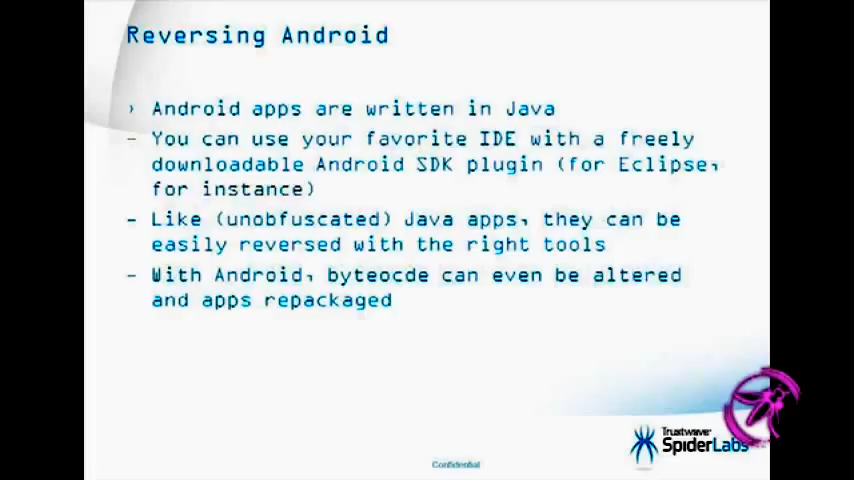 Reversing Android
› Android apps are written in Java
- You can use your favorite IDE with a freely
downloadable Android SDK plugin (for Eclipse,
for instance)
- Like (unobfuscated) Java apps, they can be
easily reversed with the right tools
- With Android, byteocde can even be altered
and apps repackaged
Trustwave®
SpiderLabs
Confidential